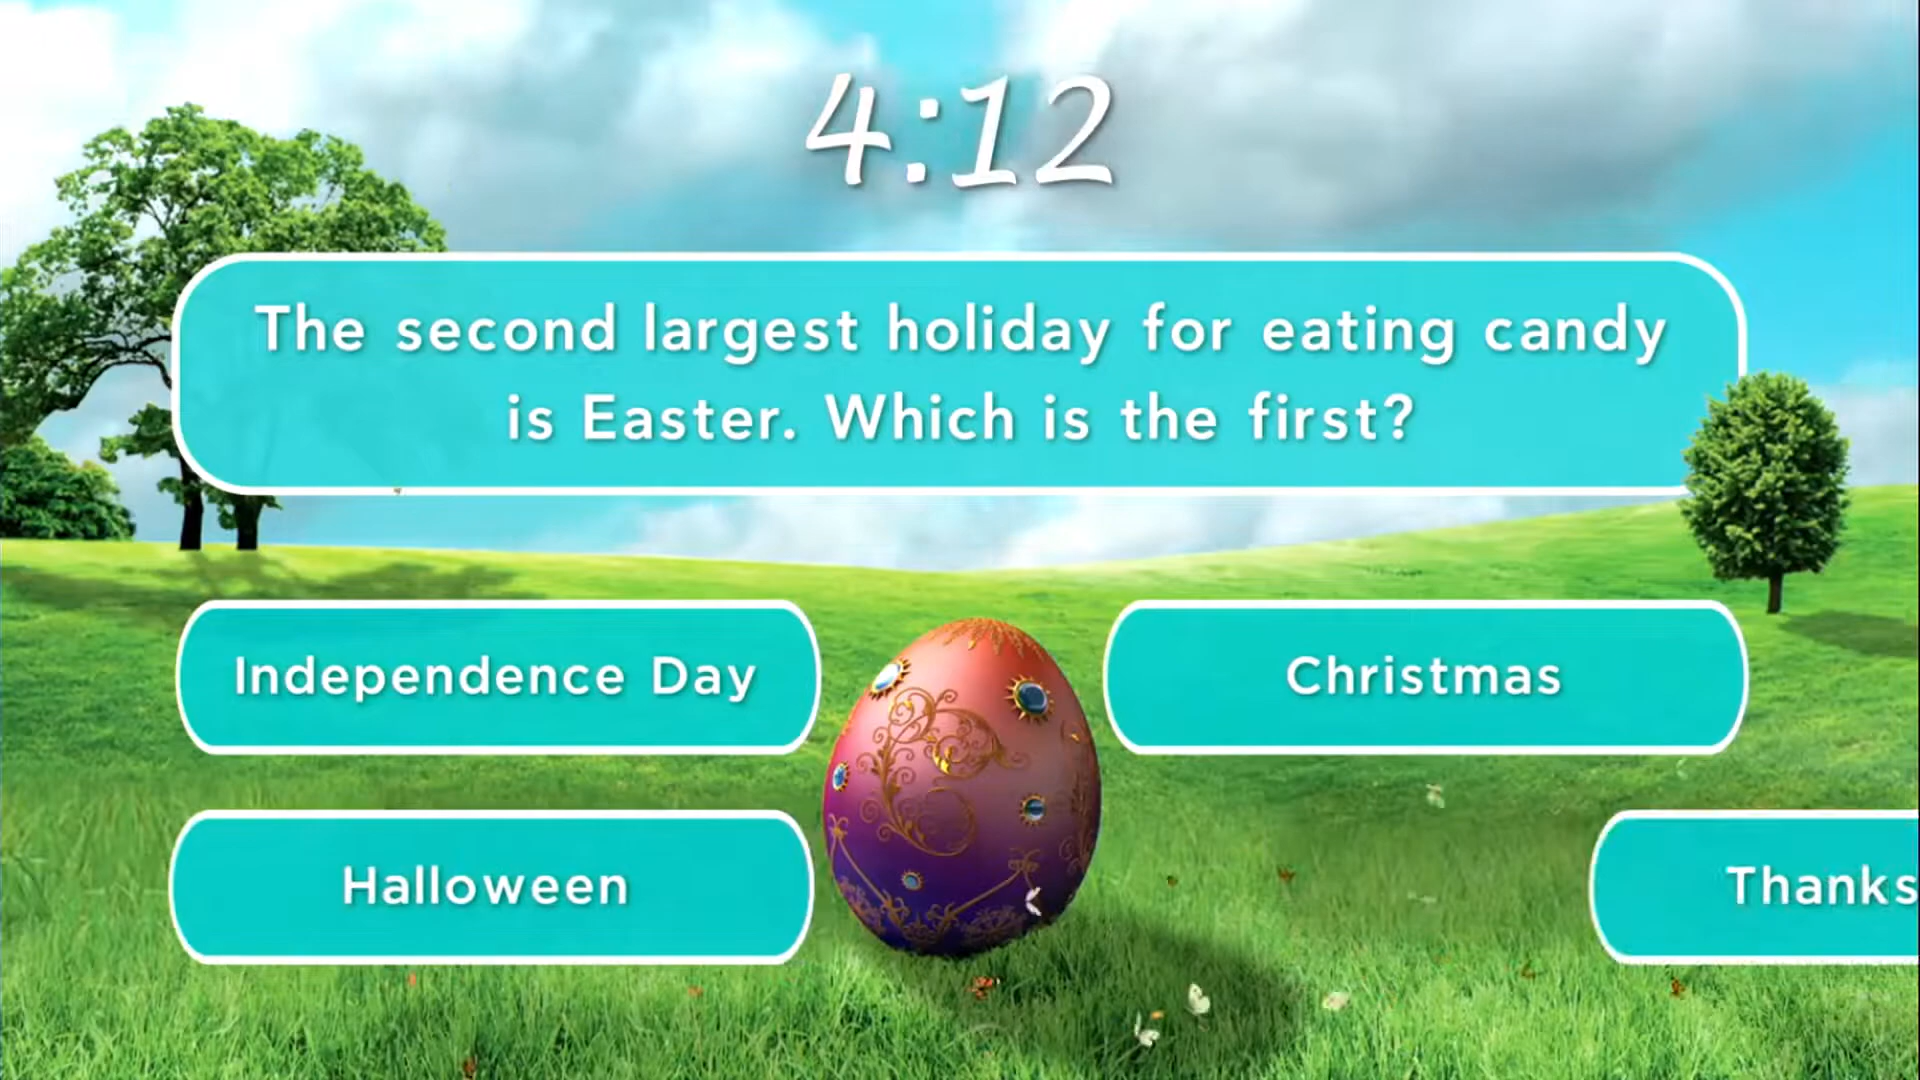 4:12
The second largest holiday for eating candy
is Easter. Which is the first?
Independence Day
Christmas
Halloween
Thanks